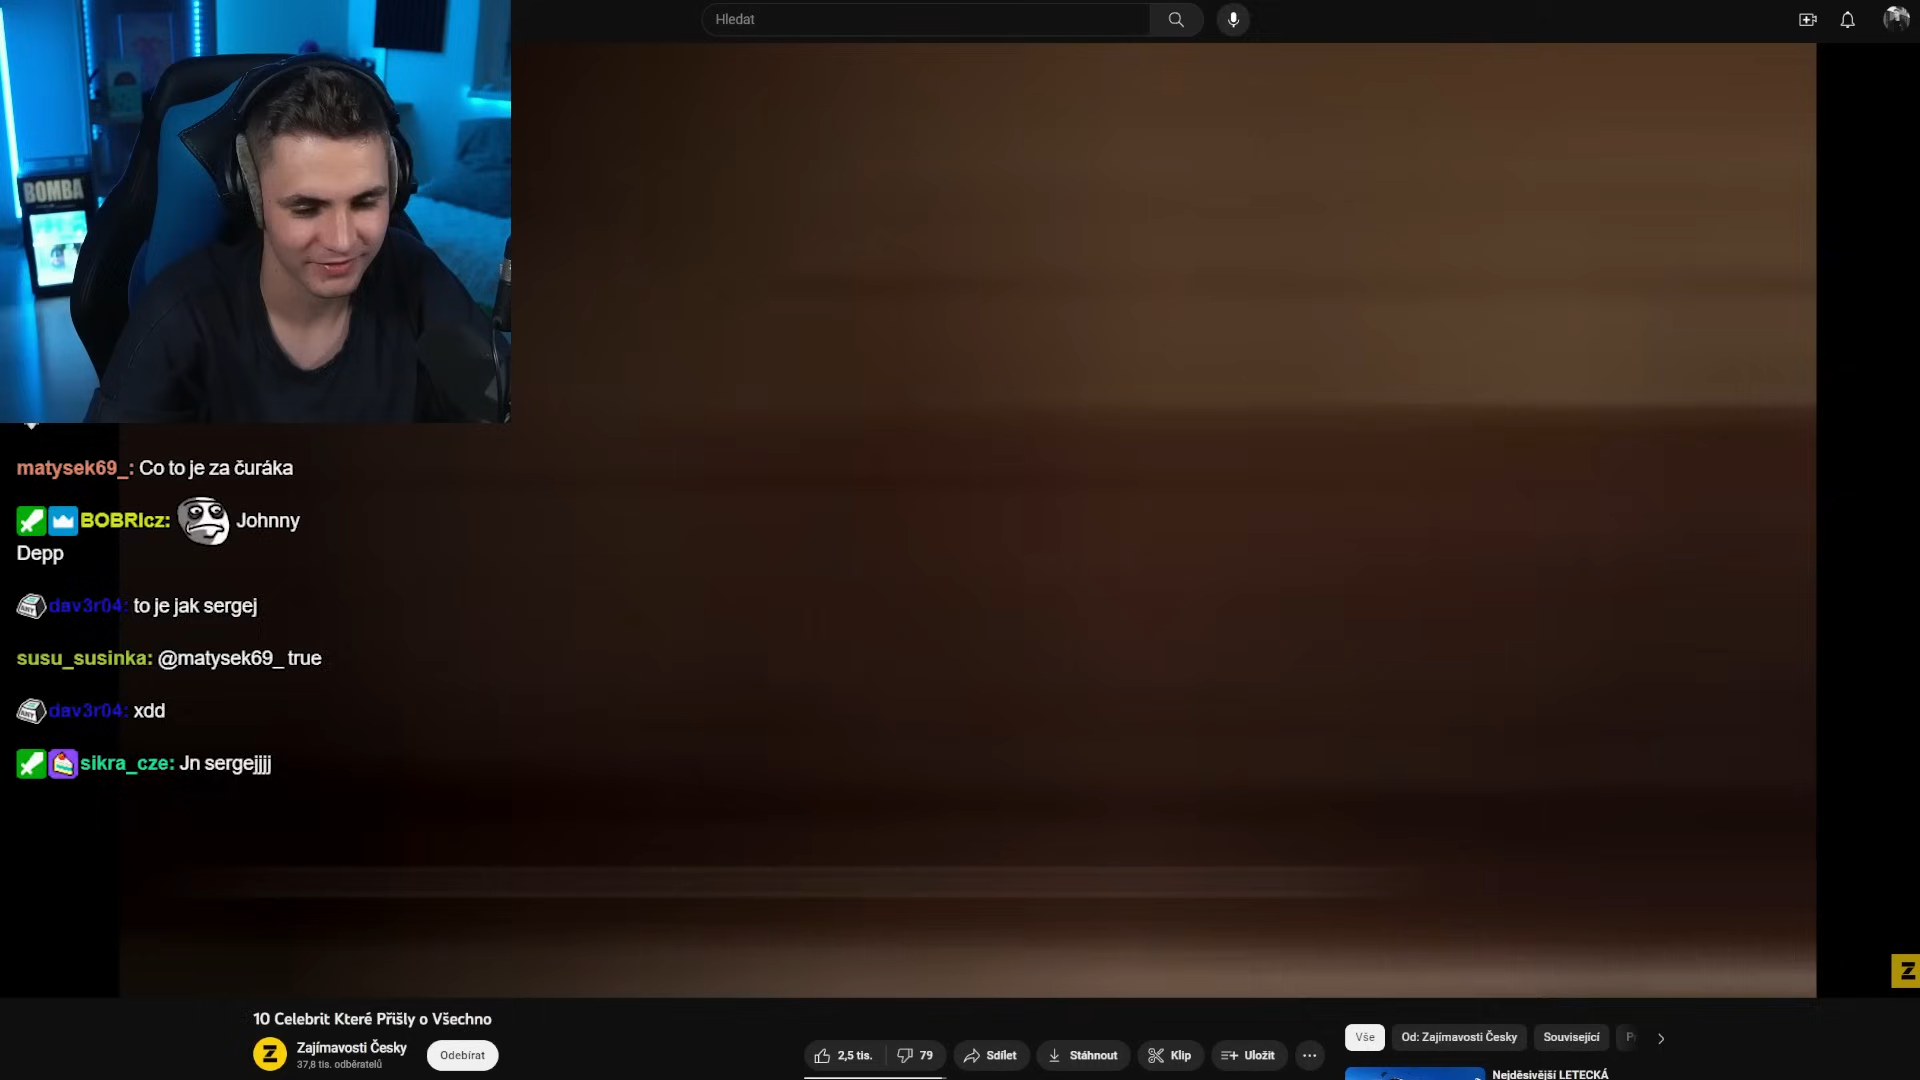 Hledat
BOMBA
matysek69_: Co to je za čuráka
BOBRIcz: Johnny
Depp
dav3r04: to je jak sergej
susu_susinka: @matysek69_ true
dav3r04: xdd
sikra_cze: Jn sergejjjj
Z
10 Celebrit Které Přišly o Všechno
Z
Zajímavosti Česky
37,8 tis. odběratelů
Odebírat
2,5 tis.
79
Sdílet
Stáhnout
Klip
Uložit
Vše
Od: Zajímavosti Česky
Související
Nejděsivější LETECKÁ